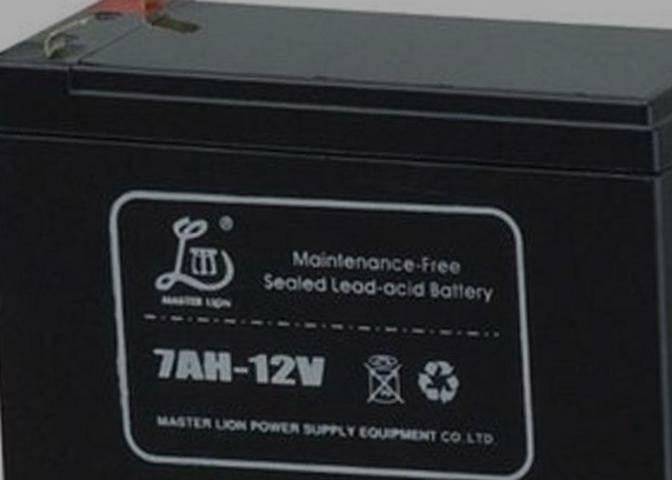 ®
MASTER LION
Maintenance-Free
Sealed Lead-acid Battery
7AH-12V
MASTER LION POWER SUPPLY EQUIPMENT CO.,LTD.